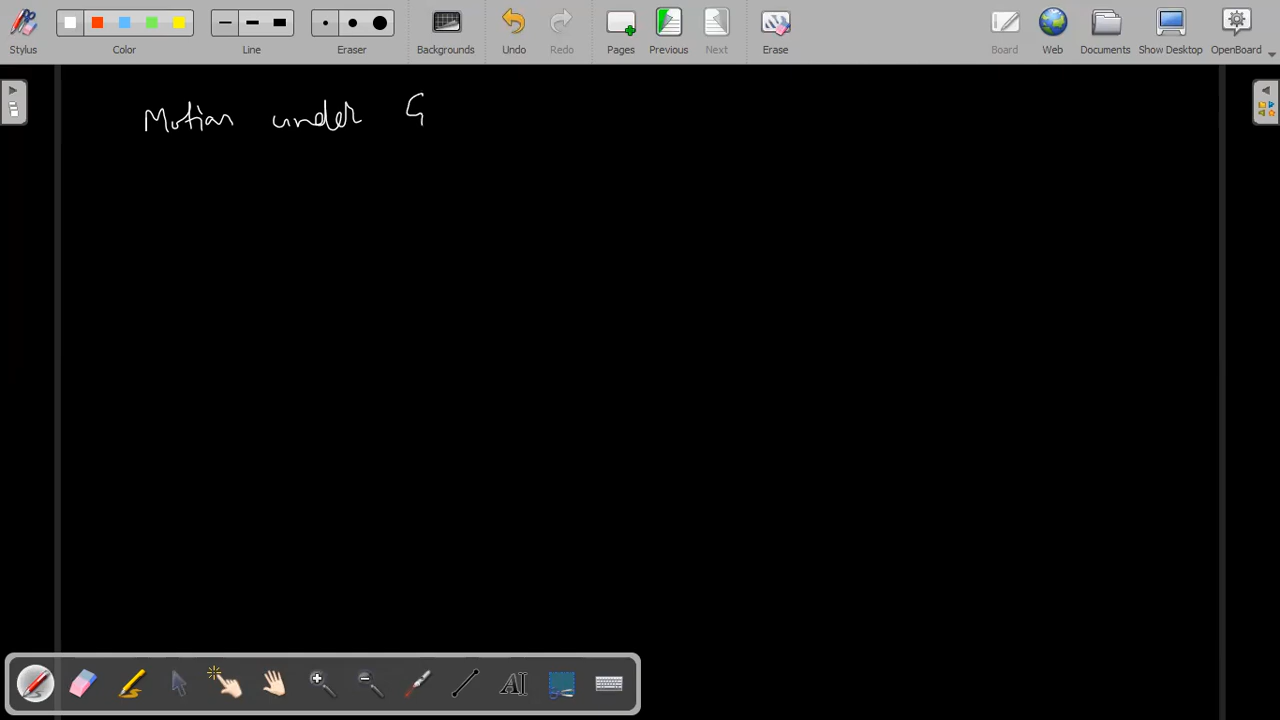 Stylus Color Line Eraser Backgrounds Undo Redo Pages Previous Next Erase Board Web Documents Show Desktop OpenBoard
Motion under G
AI